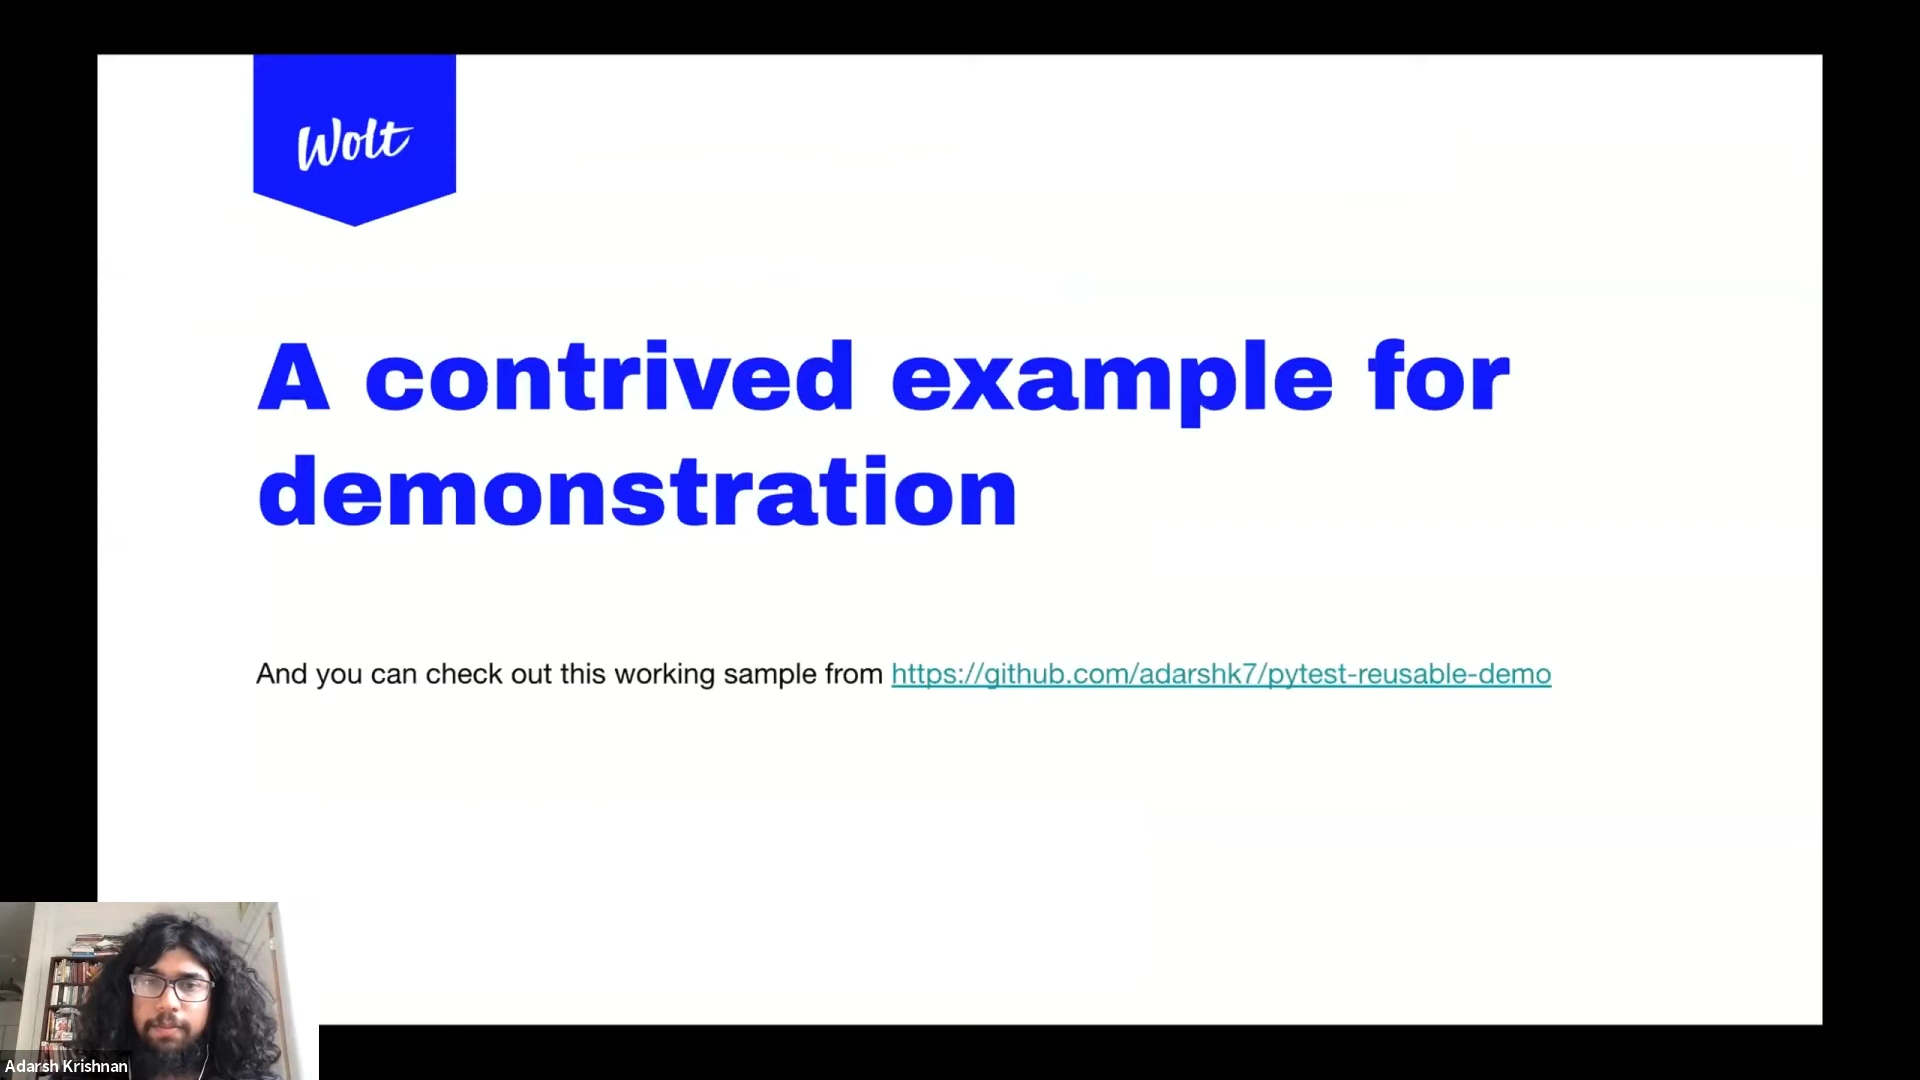 Wolt
A contrived example for
demonstration
And you can check out this working sample from https://github.com/adarshk7/pytest-reusable-demo
Adarsh Krishnan